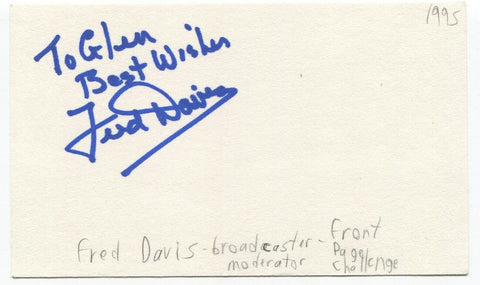 1995
To Glen
Best Wishes
Fred Davis
Fred Davis - broadcaster - Front
moderator Page
Challenge